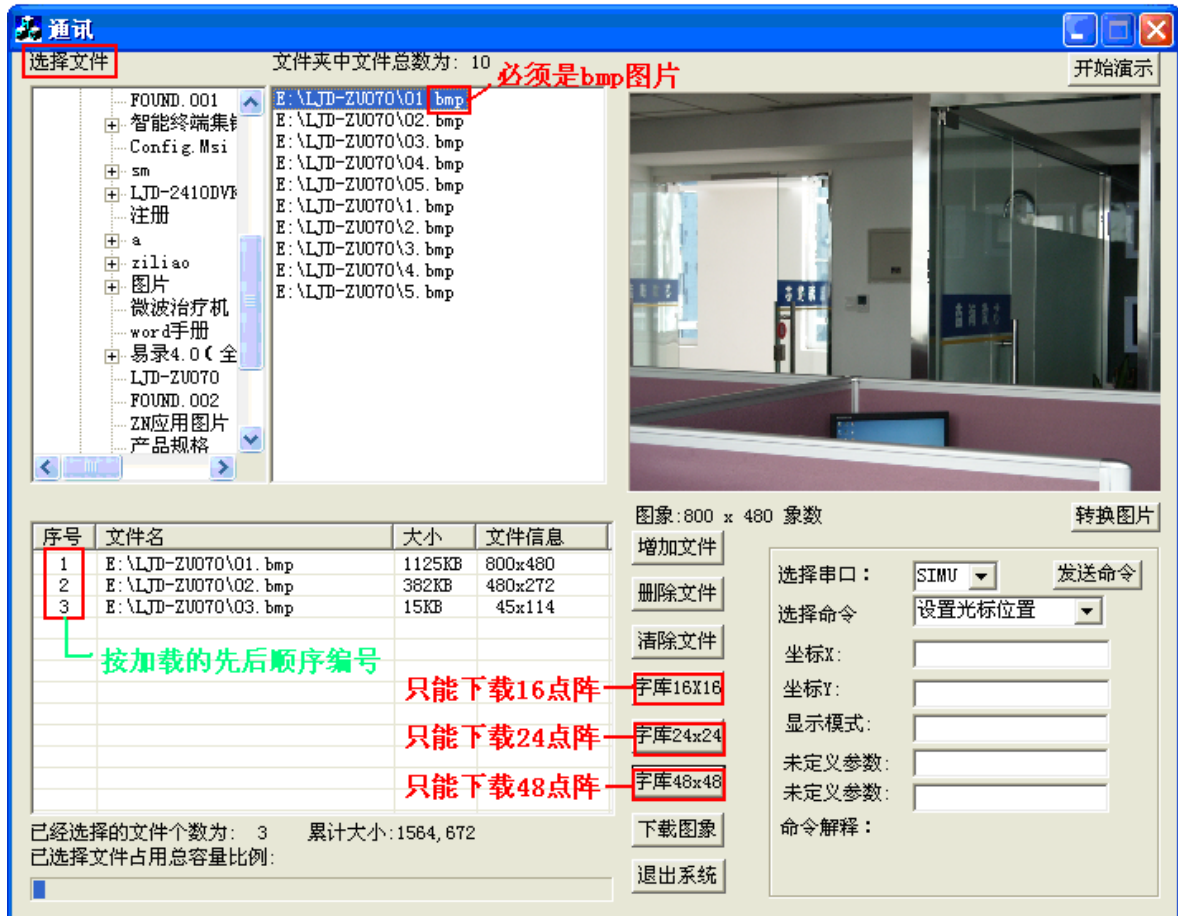 通讯
选择文件
文件夹中文件总数为: 10
必须是bmp图片
开始演示
FOUND.001
智能终端集
Config.Msi
sm
LJD-2410DVK
注册
a
ziliao
图片
微波治疗机
word手册
易录4.0(全
LJD-ZU070
FOUND.002
ZN应用图片
产品规格
E:\LJD-ZU070\01.bmp
E:\LJD-ZU070\02.bmp
E:\LJD-ZU070\03.bmp
E:\LJD-ZU070\04.bmp
E:\LJD-ZU070\05.bmp
E:\LJD-ZU070\1.bmp
E:\LJD-ZU070\2.bmp
E:\LJD-ZU070\3.bmp
E:\LJD-ZU070\4.bmp
E:\LJD-ZU070\5.bmp
图象:800 x 480 象数
转换图片
序号 文件名 大小 文件信息
1 E:\LJD-ZU070\01.bmp 1125KB 800x480
2 E:\LJD-ZU070\02.bmp 382KB 480x272
3 E:\LJD-ZU070\03.bmp 15KB 45x114
按加载的先后顺序编号
只能下载16点阵
只能下载24点阵
只能下载48点阵
增加文件
删除文件
清除文件
字库16X16
字库24x24
字库48x48
下载图象
退出系统
选择串口： SIMU 发送命令
选择命令 设置光标位置
坐标X:
坐标Y:
显示模式:
未定义参数:
未定义参数:
命令解释：
已经选择的文件个数为: 3 累计大小:1564,672
已选择文件占用总容量比例: